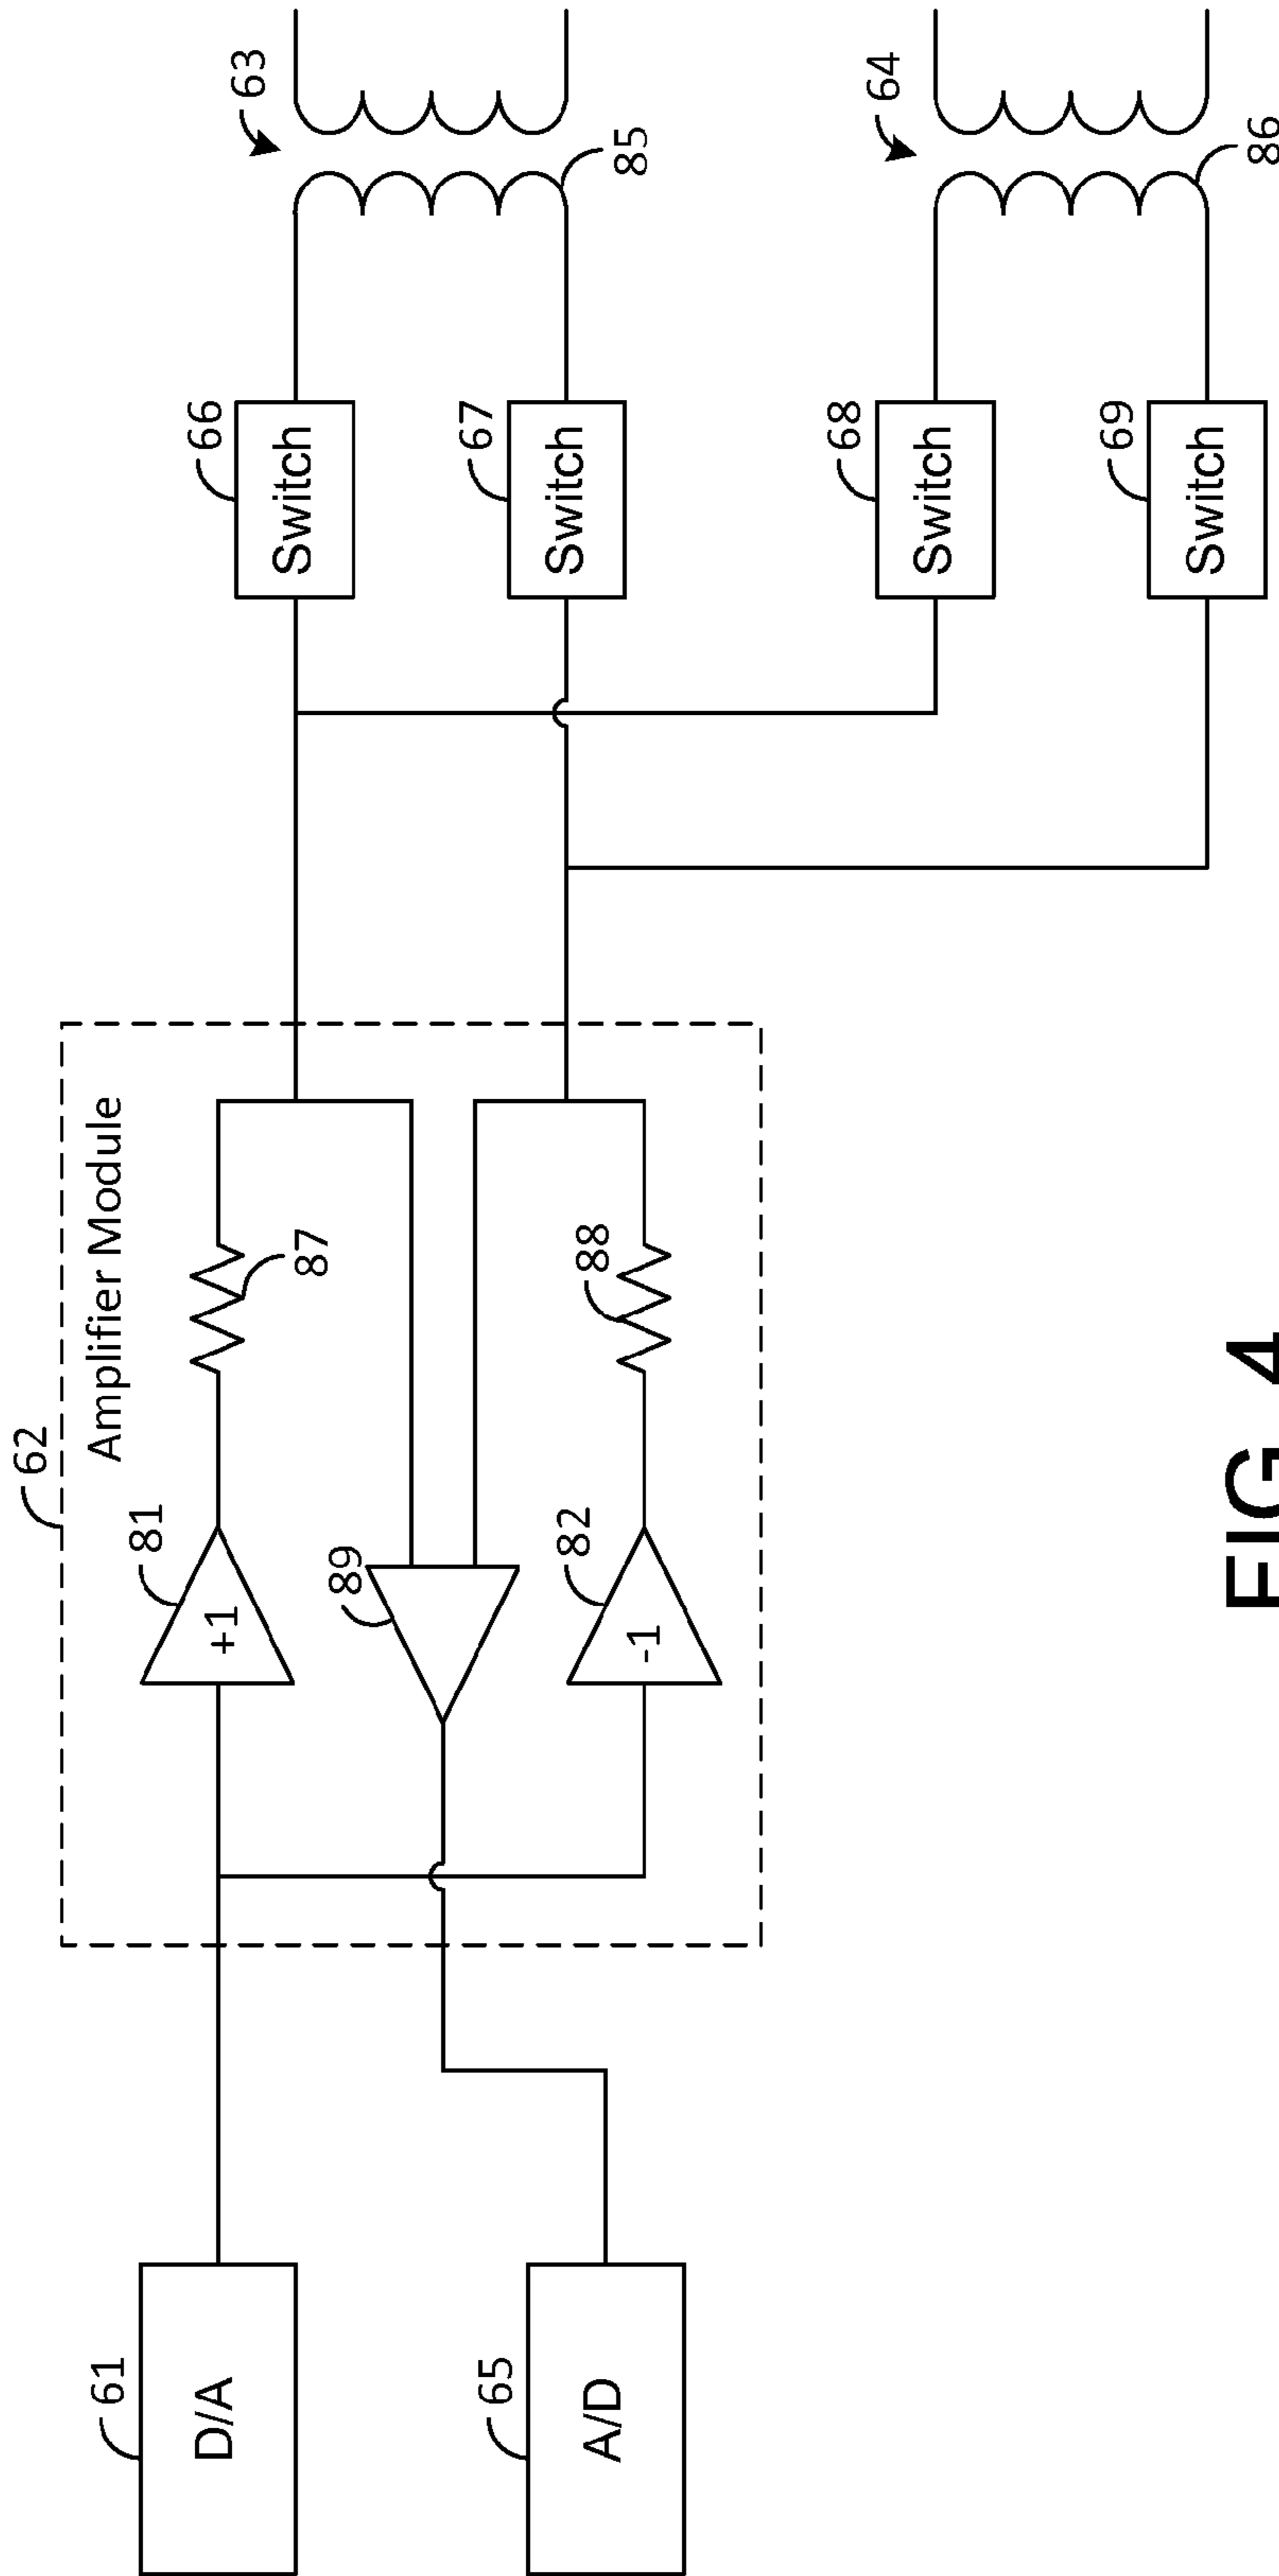 62
Amplifier Module
61
D/A
81
+1
87
66
Switch
63
85
67
Switch
89
65
A/D
82
-1
88
68
Switch
64
69
Switch
86
FIG. 4